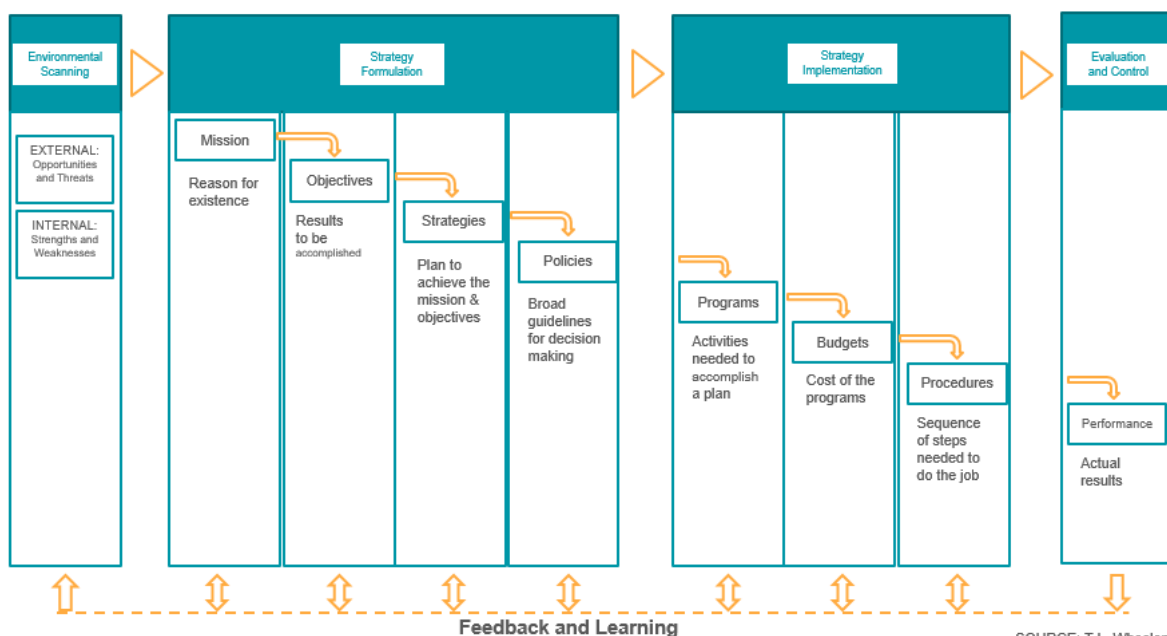 Environmental
Scanning
Strategy
Formulation
Strategy
Implementation
Evaluation
and Control
EXTERNAL:
Opportunities
and Threats
INTERNAL:
Strengths and
Weaknesses
Mission
Reason for
existence
Objectives
Results
to be
accomplished
Strategies
Plan to
achieve the
mission &
objectives
Policies
Broad
guidelines
for decision
making
Programs
Activities
needed to
accomplish
a plan
Budgets
Cost of the
programs
Procedures
Sequence
of steps
needed to
do the job
Performance
Actual
results
Feedback and Learning
SOURCE: T.L. Wheelen